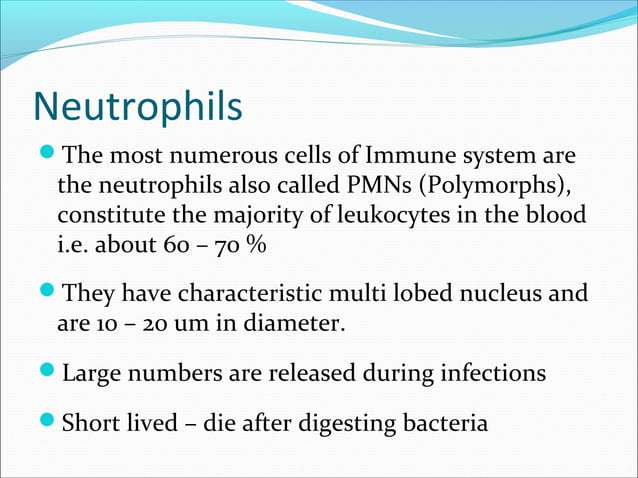 Neutrophils
The most numerous cells of Immune system are
the neutrophils also called PMNs (Polymorphs),
constitute the majority of leukocytes in the blood
i.e. about 60 – 70 %
They have characteristic multi lobed nucleus and
are 10 – 20 um in diameter.
Large numbers are released during infections
Short lived – die after digesting bacteria